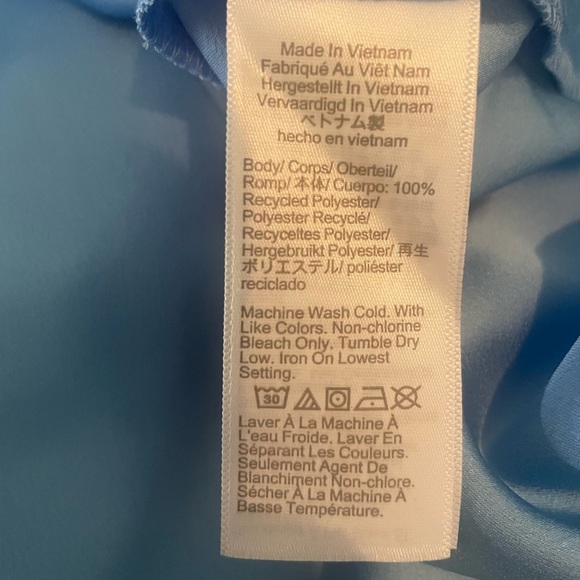 Made In Vietnam
Fabriqué Au Viêt Nam
Hergestellt In Vietnam
Vervaardigd In Vietnam
ベトナム製
hecho en vietnam
Body/ Corps/ Oberteil/
Romp/ 本体/ Cuerpo: 100%
Recycled Polyester/
Polyester Recyclé/
Recyceltes Polyester/
Hergebruikt Polyester/ 再生
ポリエステル/ poliéster
reciclado
Machine Wash Cold. With
Like Colors. Non-chlorine
Bleach Only. Tumble Dry
Low. Iron On Lowest
Setting.
30
Laver À La Machine À
L'eau Froide. Laver En
Séparant Les Couleurs.
Seulement Agent De
Blanchiment Non-chlore.
Sécher À La Machine À
Basse Température.